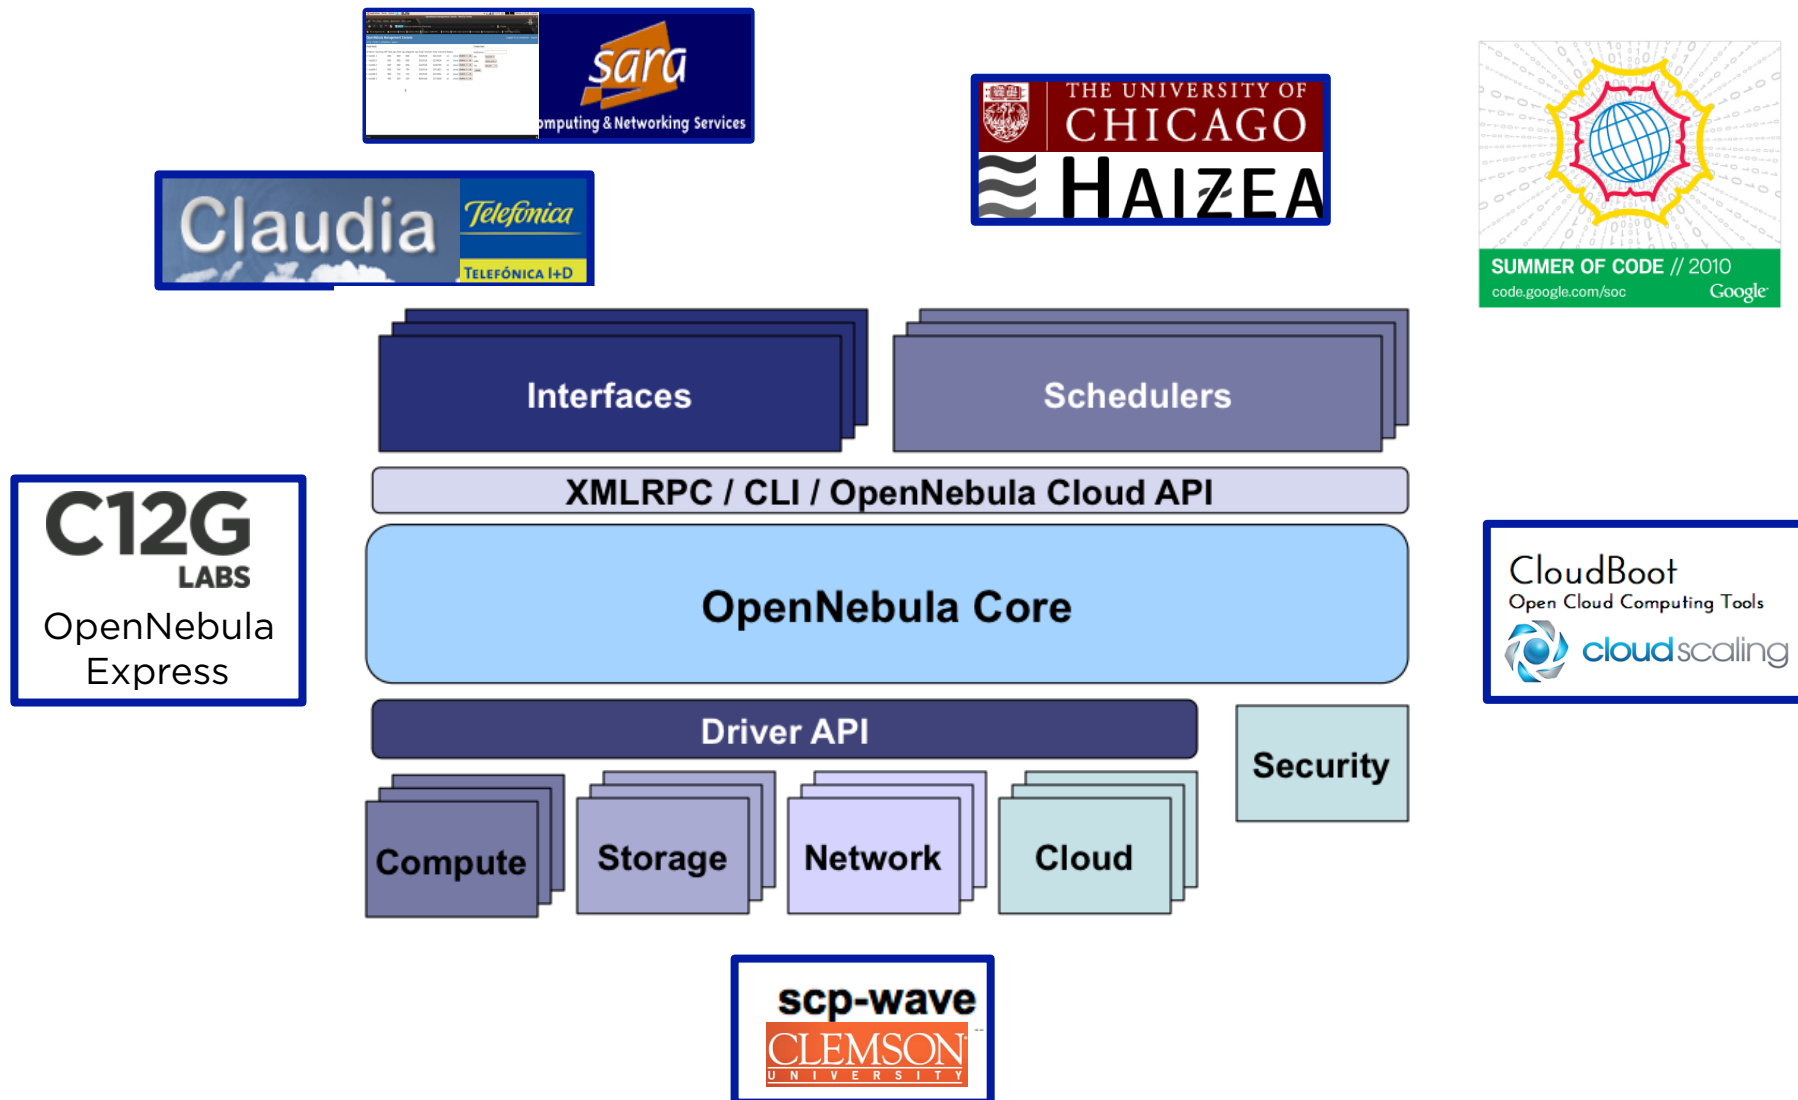 sara
omputing & Networking Services
THE UNIVERSITY OF
CHICAGO
HAIZEA
Claudia
Telefónica
TELEFÓNICA I+D
SUMMER OF CODE // 2010
code.google.com/soc
Google
Interfaces
Schedulers
XMLRPC / CLI / OpenNebula Cloud API
C12G
LABS
OpenNebula
Express
OpenNebula Core
CloudBoot
Open Cloud Computing Tools
cloudscaling
Driver API
Security
Compute
Storage
Network
Cloud
scp-wave
CLEMSON
UNIVERSITY